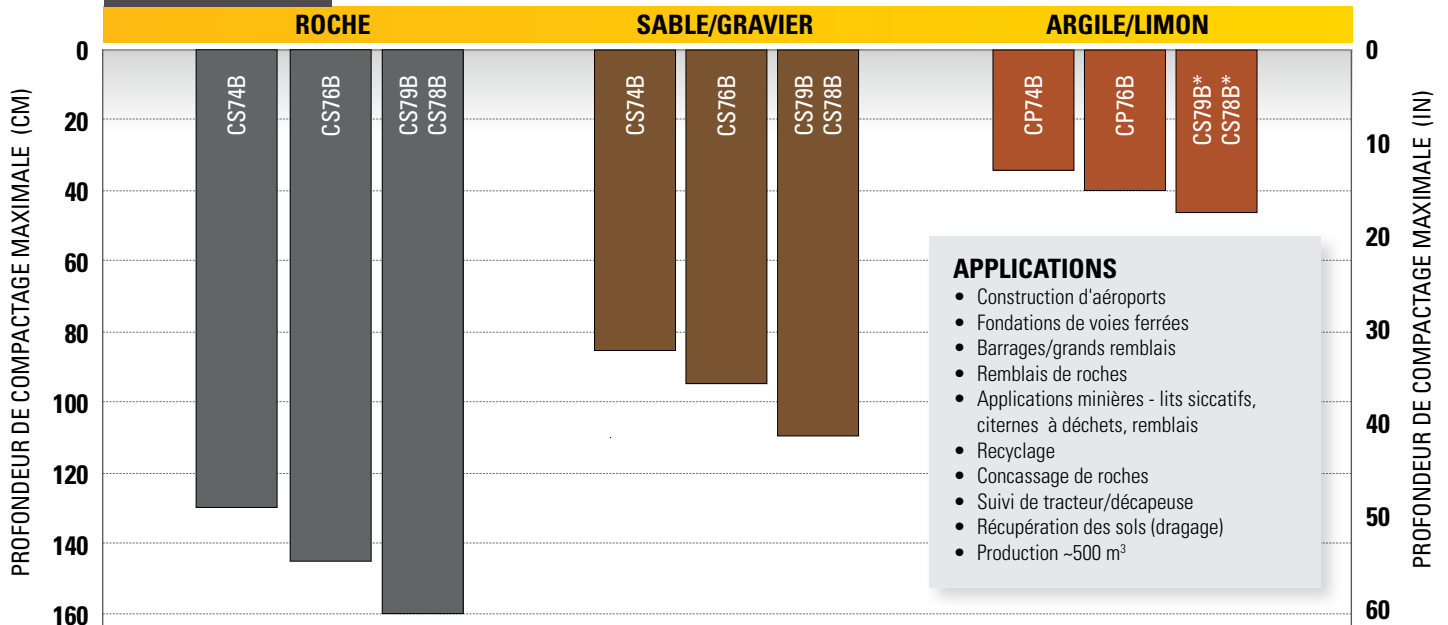 ROCHE
SABLE/GRAVIER
ARGILE/LIMON
PROFONDEUR DE COMPACTAGE MAXIMALE (CM)
0
20
40
60
80
100
120
140
160
CS74B
CS76B
CS79B
CS78B
CS74B
CS76B
CS79B
CS78B
CP74B
CP76B
CS79B*
CS78B*
0
10
20
30
40
50
60
PROFONDEUR DE COMPACTAGE MAXIMALE (IN)
APPLICATIONS
• Construction d'aéroports
• Fondations de voies ferrées
• Barrages/grands remblais
• Remblais de roches
• Applications minières - lits siccatifs,
citernes à déchets, remblais
• Recyclage
• Concassage de roches
• Suivi de tracteur/décapeuse
• Récupération des sols (dragage)
• Production ~500 m³